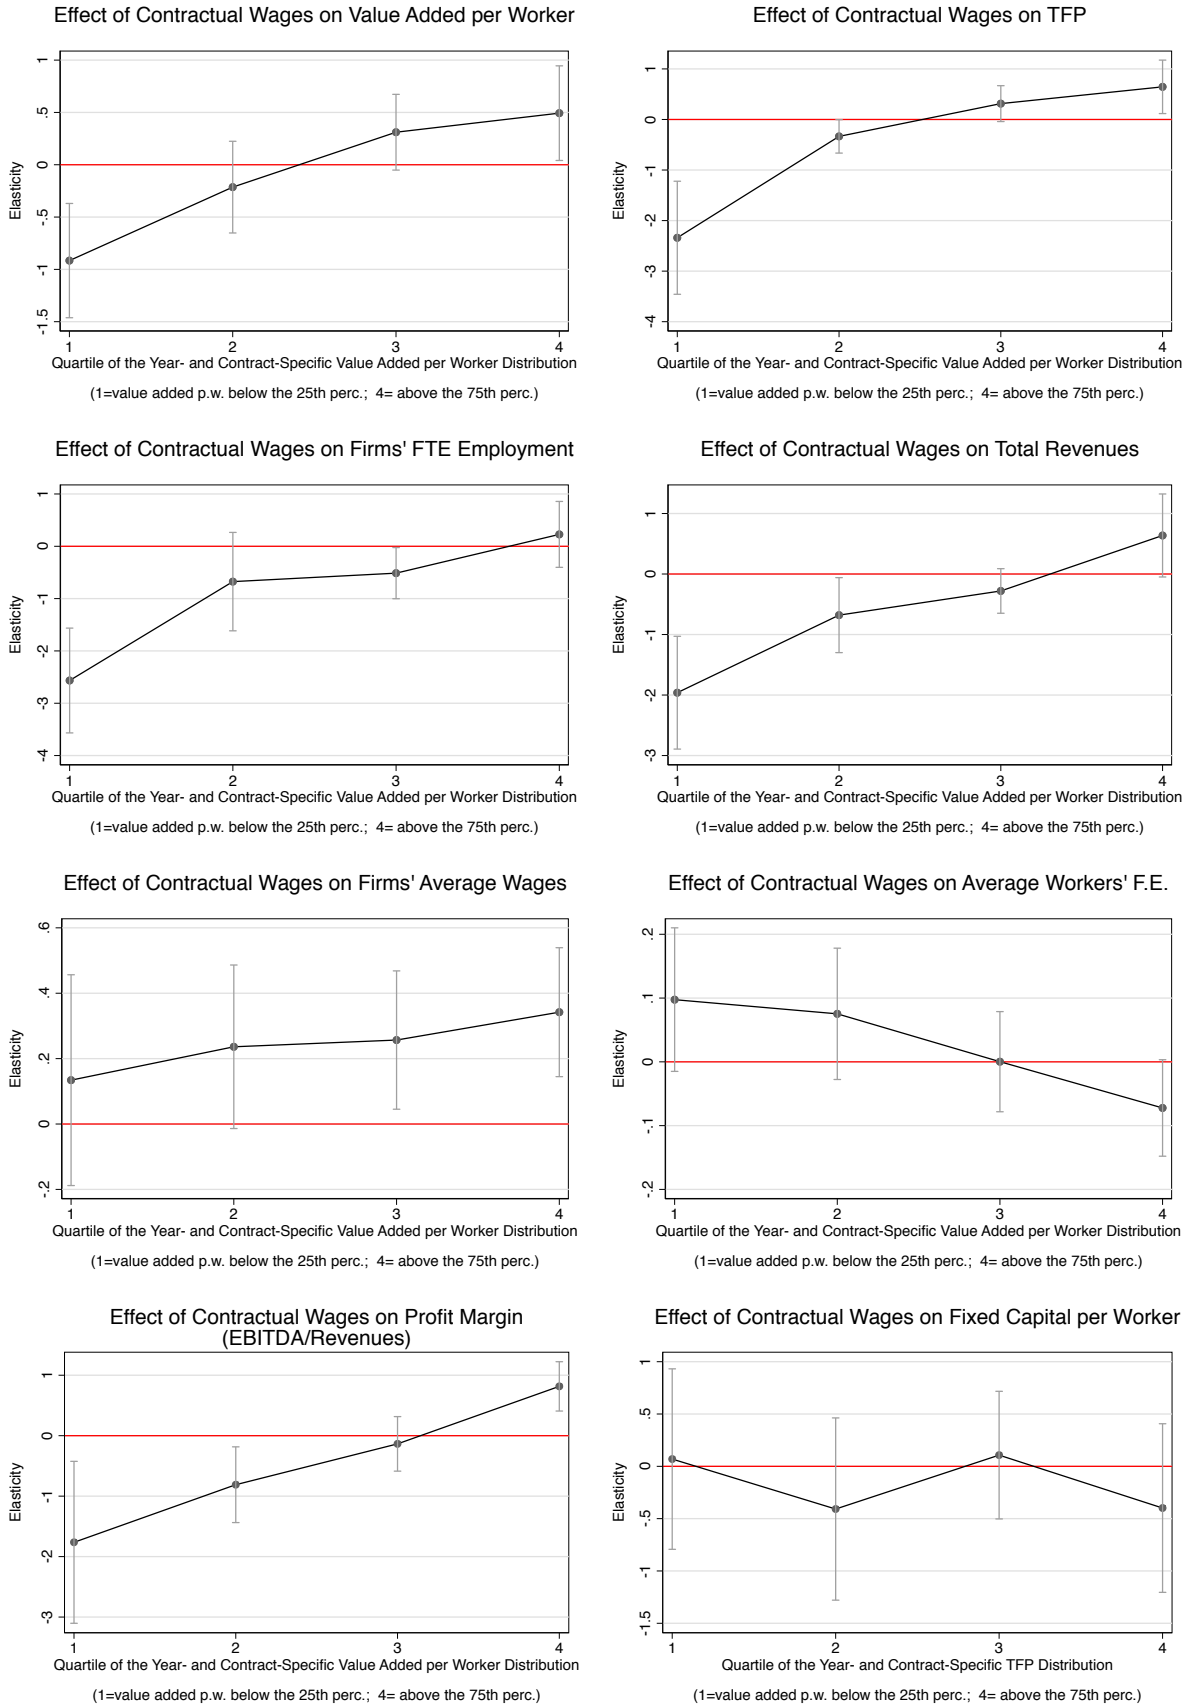 Effect of Contractual Wages on Value Added per Worker
Elasticity
1
.5
0
-.5
-1
-1.5
1 2 3 4
Quartile of the Year- and Contract-Specific Value Added per Worker Distribution
(1=value added p.w. below the 25th perc.; 4= above the 75th perc.)
Effect of Contractual Wages on TFP
Elasticity
1
0
-1
-2
-3
-4
1 2 3 4
Quartile of the Year- and Contract-Specific Value Added per Worker Distribution
(1=value added p.w. below the 25th perc.; 4= above the 75th perc.)
Effect of Contractual Wages on Firms' FTE Employment
Elasticity
1
0
-1
-2
-3
-4
1 2 3 4
Quartile of the Year- and Contract-Specific Value Added per Worker Distribution
(1=value added p.w. below the 25th perc.; 4= above the 75th perc.)
Effect of Contractual Wages on Total Revenues
Elasticity
1
0
-1
-2
-3
1 2 3 4
Quartile of the Year- and Contract-Specific Value Added per Worker Distribution
(1=value added p.w. below the 25th perc.; 4= above the 75th perc.)
Effect of Contractual Wages on Firms' Average Wages
Elasticity
.6
.4
.2
0
-.2
1 2 3 4
Quartile of the Year- and Contract-Specific Value Added per Worker Distribution
(1=value added p.w. below the 25th perc.; 4= above the 75th perc.)
Effect of Contractual Wages on Average Workers' F.E.
Elasticity
.2
.1
0
-.1
-.2
1 2 3 4
Quartile of the Year- and Contract-Specific Value Added per Worker Distribution
(1=value added p.w. below the 25th perc.; 4= above the 75th perc.)
Effect of Contractual Wages on Profit Margin
(EBITDA/Revenues)
Elasticity
1
0
-1
-2
-3
1 2 3 4
Quartile of the Year- and Contract-Specific Value Added per Worker Distribution
(1=value added p.w. below the 25th perc.; 4= above the 75th perc.)
Effect of Contractual Wages on Fixed Capital per Worker
Elasticity
1
.5
0
-.5
-1
-1.5
1 2 3 4
Quartile of the Year- and Contract-Specific TFP Distribution
(1=value added p.w. below the 25th perc.; 4= above the 75th perc.)